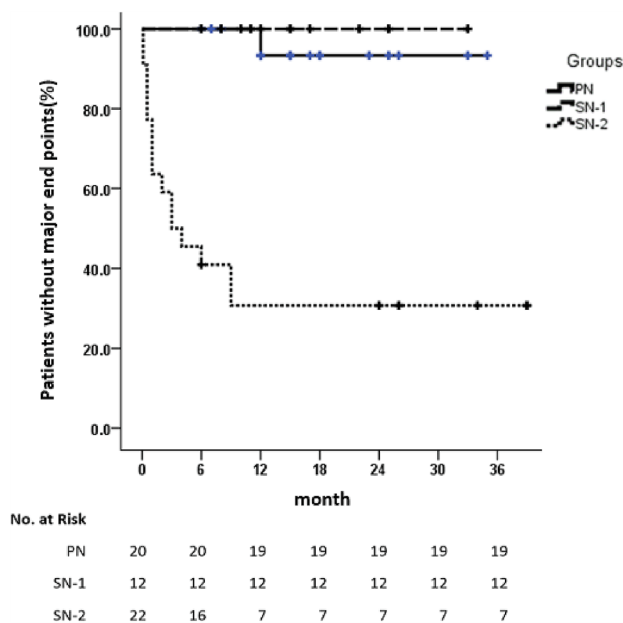 Patients without major end points(%)
100.0
80.0
60.0
40.0
20.0
0.0
Groups
PN
SN-1
SN-2
0 6 12 18 24 30 36
month
No. at Risk
PN 20 20 19 19 19 19 19
SN-1 12 12 12 12 12 12 12
SN-2 22 16 7 7 7 7 7